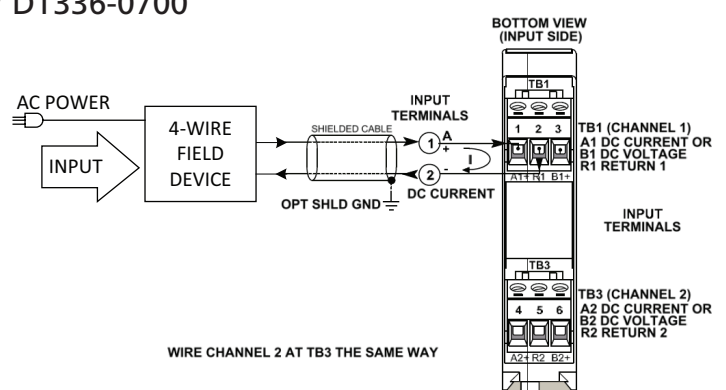 DT336-0700
BOTTOM VIEW
(INPUT SIDE)
TB1
1 2 3
A1+ R1 B1+
TB1 (CHANNEL 1)
A1 DC CURRENT OR
B1 DC VOLTAGE
R1 RETURN 1
AC POWER
4-WIRE
FIELD
DEVICE
INPUT
SHIELDED CABLE
OPT SHLD GND
INPUT
TERMINALS
1 A
+
I
-
2
DC CURRENT
INPUT
TERMINALS
TB3
4 5 6
A2+ R2 B2+
TB3 (CHANNEL 2)
A2 DC CURRENT OR
B2 DC VOLTAGE
R2 RETURN 2
WIRE CHANNEL 2 AT TB3 THE SAME WAY